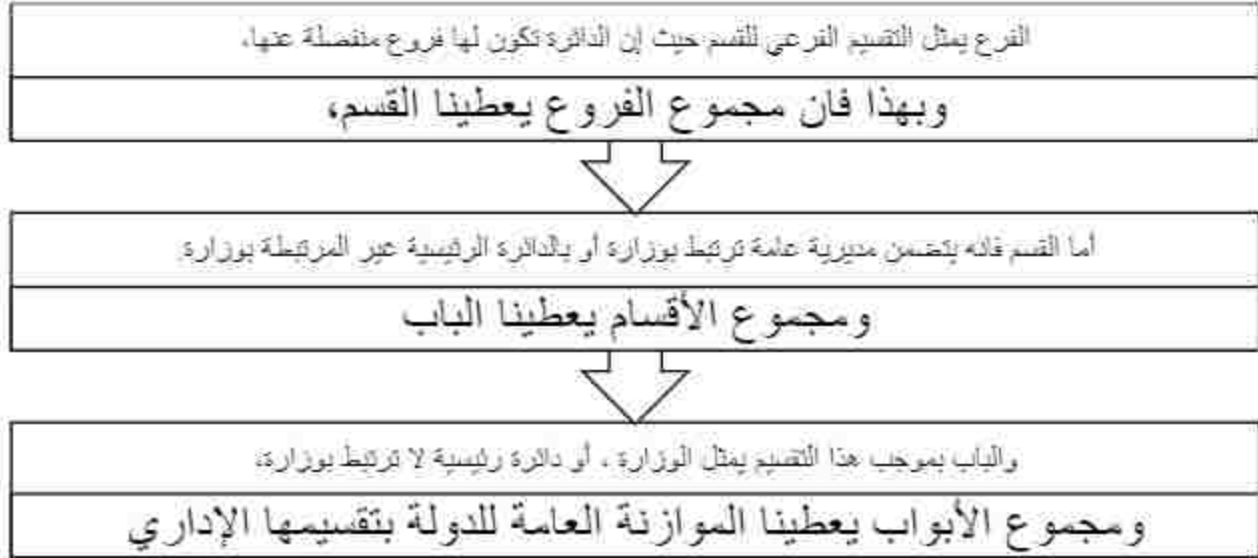 الفرع يمثل التقسيم الفرعي للقسم حيث إن الدائرة تكون لها فروع منفصلة عنها،
وبهذا فان مجموع الفروع يعطينا القسم،
أما القسم فانه يتضمن مديرية عامة ترتبط بوزارة أو بالدائرة الرئيسية غير المرتبطة بوزارة
ومجموع الأقسام يعطينا الباب
والباب بموجب هذا التقسيم يمثل الوزارة ، أو دائرة رئيسية لا ترتبط بوزارة،
ومجموع الأبواب يعطينا الموازنة العامة للدولة بتقسيمها الإداري